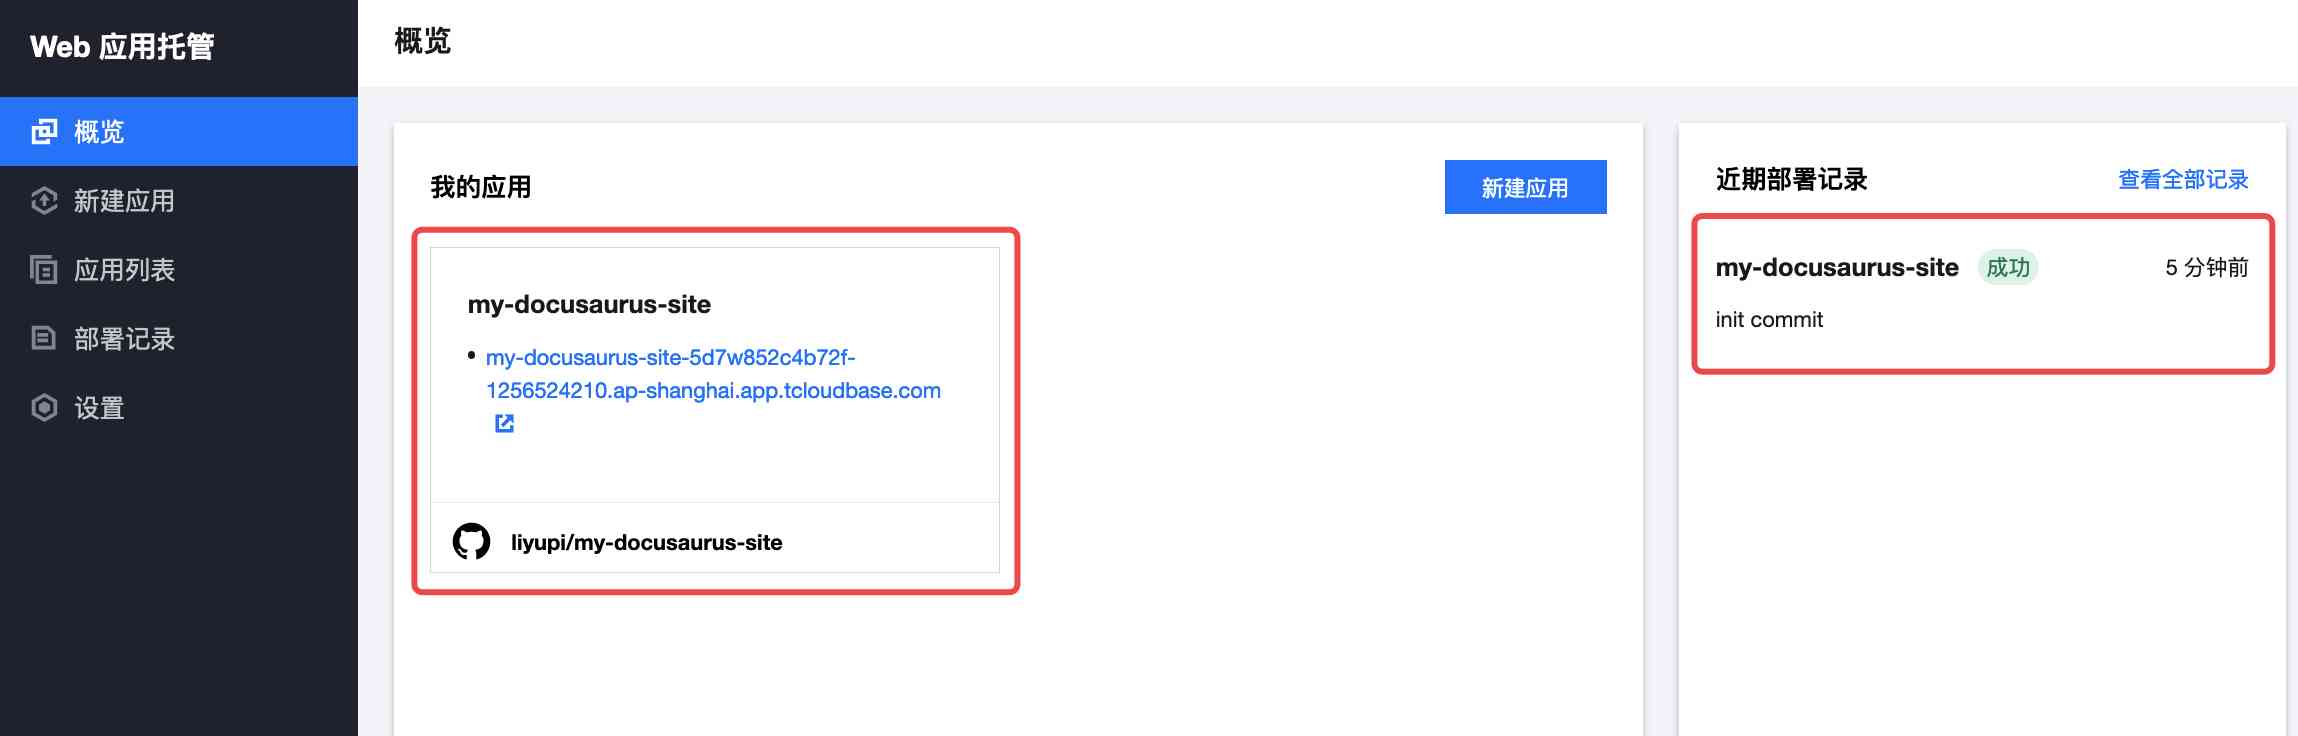 Web 应用托管
概览
新建应用
应用列表
部署记录
设置
概览
我的应用
新建应用
my-docusaurus-site
my-docusaurus-site-5d7w852c4b72f-
1256524210.ap-shanghai.app.tcloudbase.com
liyupi/my-docusaurus-site
近期部署记录
查看全部记录
my-docusaurus-site 成功 5 分钟前
init commit